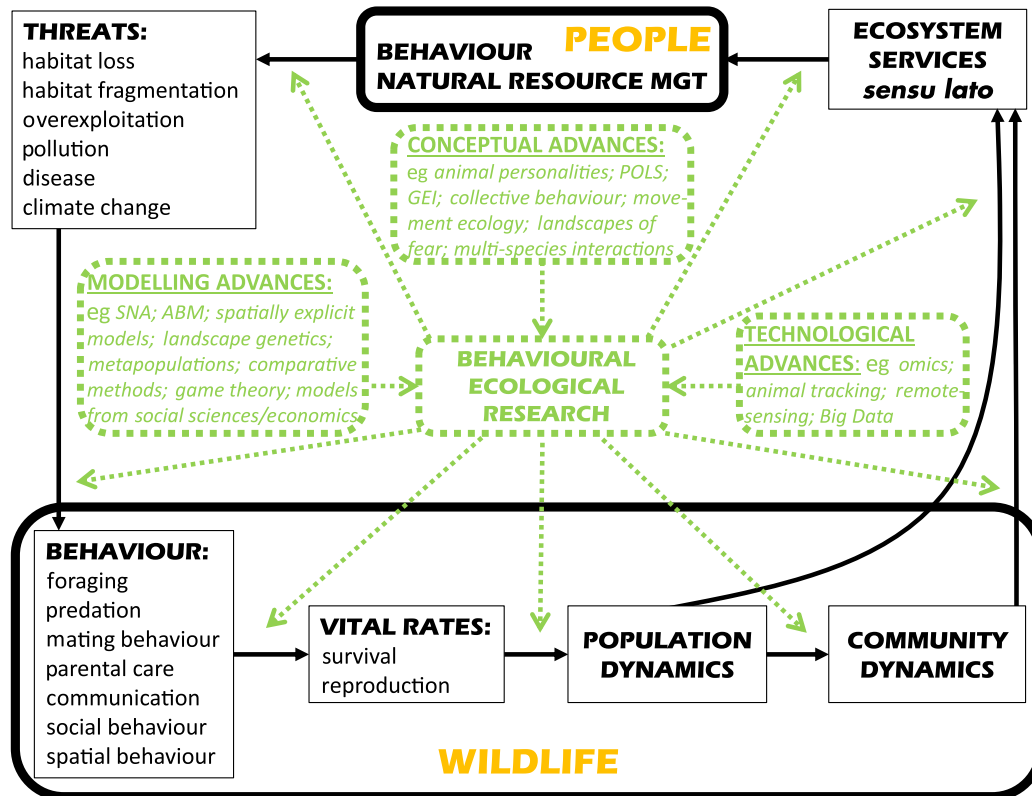 THREATS:
habitat loss
habitat fragmentation
overexploitation
pollution
disease
climate change
PEOPLE
BEHAVIOUR
NATURAL RESOURCE MGT
ECOSYSTEM
SERVICES
sensu lato
CONCEPTUAL ADVANCES:
eg animal personalities; POLS;
GEI; collective behaviour; move-
ment ecology; landscapes of
fear; multi-species interactions
MODELLING ADVANCES:
eg SNA; ABM; spatially explicit
models; landscape genetics;
metapopulations; comparative
methods; game theory; models
from social sciences/economics
BEHAVIOURAL
ECOLOGICAL
RESEARCH
TECHNOLOGICAL
ADVANCES: eg omics;
animal tracking; remote-
sensing; Big Data
BEHAVIOUR:
foraging
predation
mating behaviour
parental care
communication
social behaviour
spatial behaviour
VITAL RATES:
survival
reproduction
POPULATION
DYNAMICS
COMMUNITY
DYNAMICS
WILDLIFE